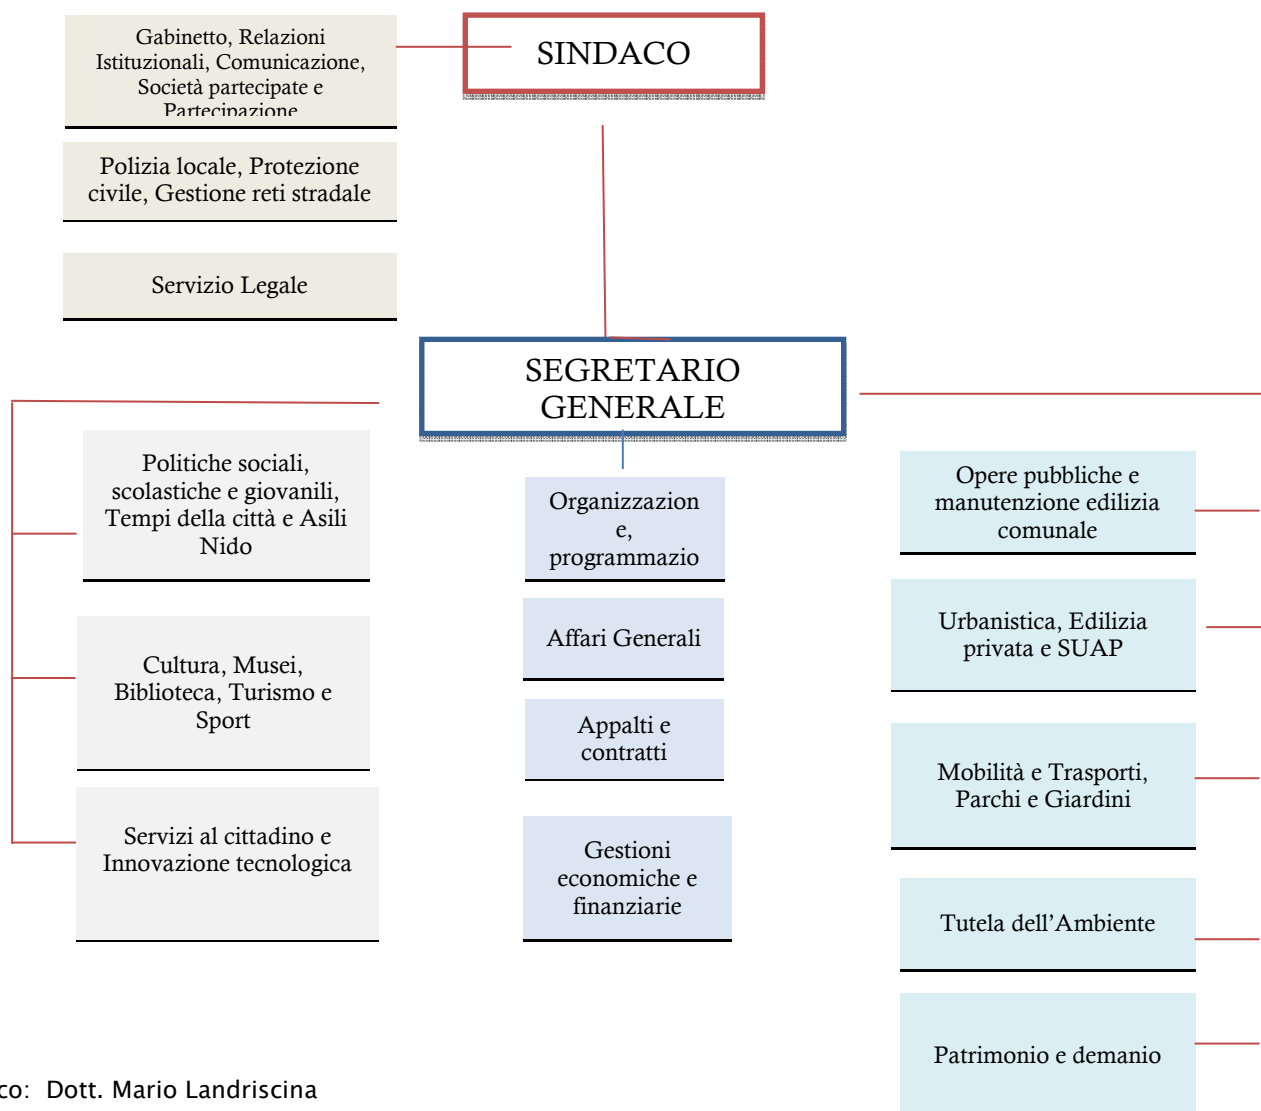 Gabinetto, Relazioni
Istituzionali, Comunicazione,
Società partecipate e
Partecipazione
SINDACO
Polizia locale, Protezione
civile, Gestione reti stradale
Servizio Legale
SEGRETARIO
GENERALE
Politiche sociali,
scolastiche e giovanili,
Tempi della città e Asili
Nido
Cultura, Musei,
Biblioteca, Turismo e
Sport
Servizi al cittadino e
Innovazione tecnologica
Organizzazion
e,
programmazio
Affari Generali
Appalti e
contratti
Gestioni
economiche e
finanziarie
Opere pubbliche e
manutenzione edilizia
comunale
Urbanistica, Edilizia
privata e SUAP
Mobilità e Trasporti,
Parchi e Giardini
Tutela dell'Ambiente
Patrimonio e demanio
co: Dott. Mario Landriscina